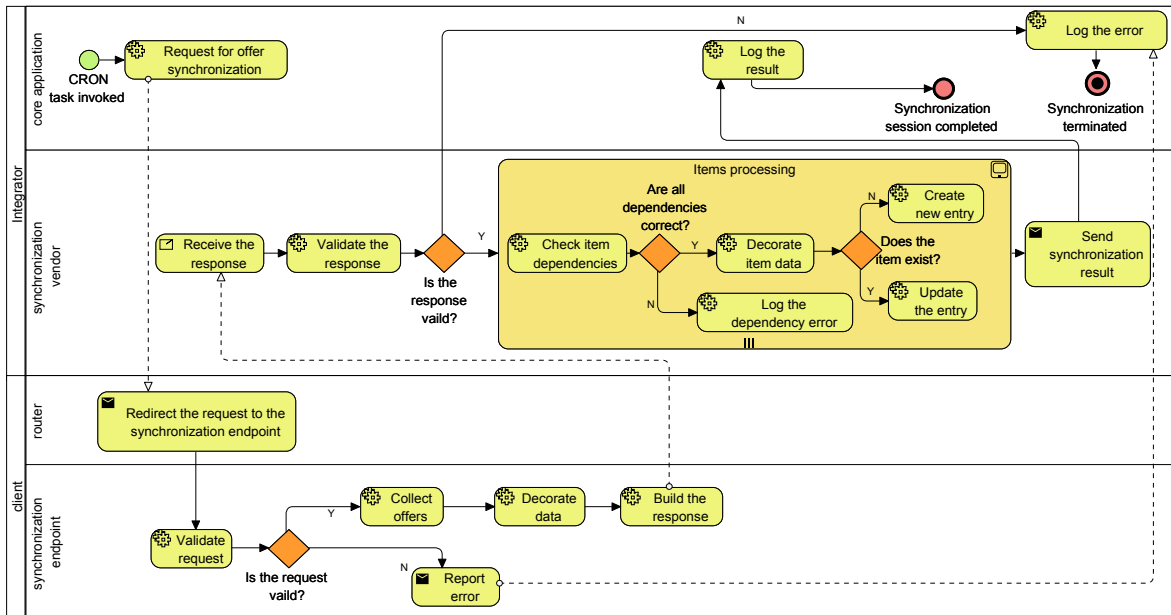 Integrator
core application
CRON
task invoked
Request for offer
synchronization
N
Log the
result
Synchronization
session completed
Log the error
Synchronization
terminated
synchronization
vendor
Receive the
response
Validate the
response
Is the
response
vaild?
Y
Items processing
Check item
dependencies
Are all
dependencies
correct?
Y
N
Decorate
item data
Log the
dependency error
Does the
item exist?
N
Create
new entry
Y
Update
the entry
Send
synchronization
result
client
router
Redirect the request to the
synchronization endpoint
synchronization
endpoint
Validate
request
Is the request
vaild?
Y
Collect
offers
Decorate
data
Build the
response
N
Report
error